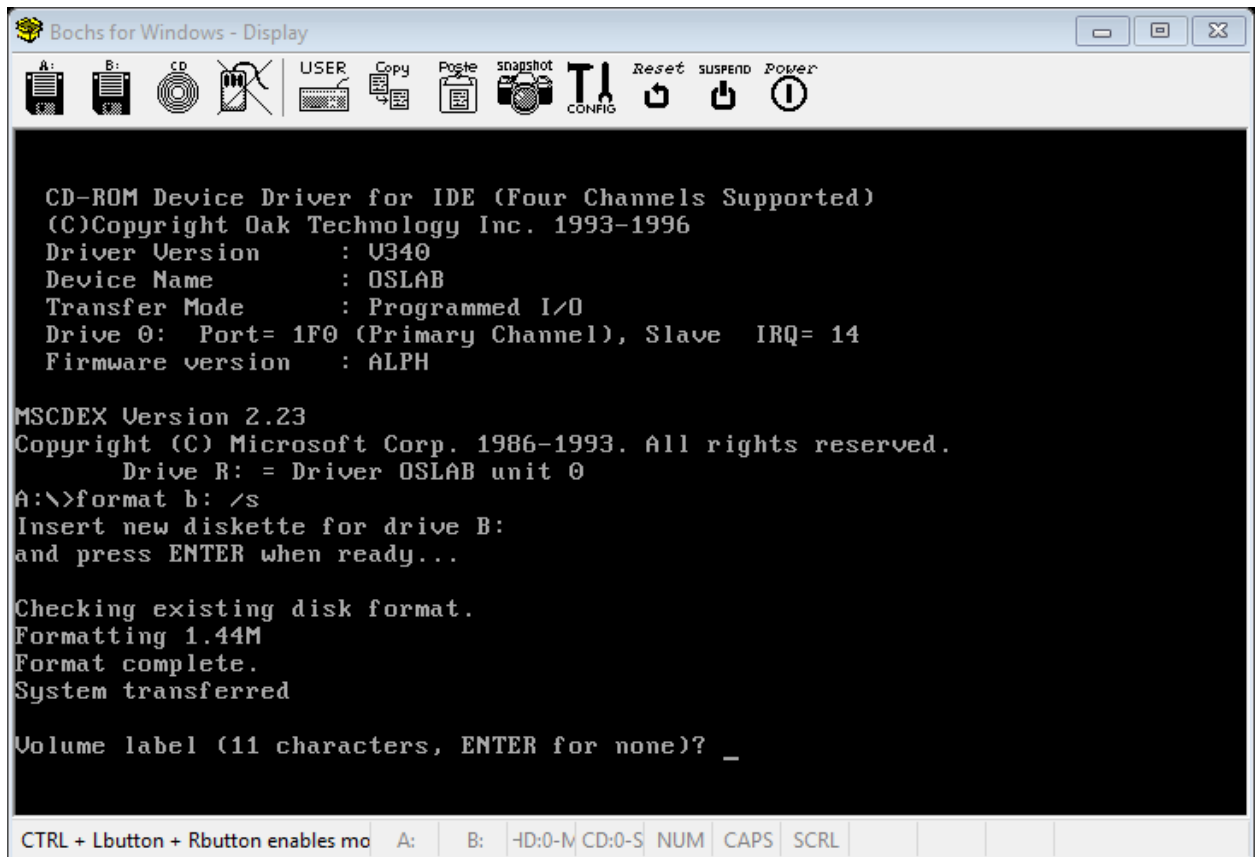 Bochs for Windows - Display
A: B: CD USER Copy Paste snapshot CONFIG Reset SUSPEND Power
CD-ROM Device Driver for IDE (Four Channels Supported)
(C)Copyright Oak Technology Inc. 1993-1996
Driver Version : V340
Device Name : OSLAB
Transfer Mode : Programmed I/O
Drive 0: Port= 1F0 (Primary Channel), Slave IRQ= 14
Firmware version : ALPH
MSCDEX Version 2.23
Copyright (C) Microsoft Corp. 1986-1993. All rights reserved.
Drive R: = Driver OSLAB unit 0
A:\>format b: /s
Insert new diskette for drive B:
and press ENTER when ready...
Checking existing disk format.
Formatting 1.44M
Format complete.
System transferred
Volume label (11 characters, ENTER for none)? _
CTRL + Lbutton + Rbutton enables mo A: B: HD:0-M CD:0-S NUM CAPS SCRL